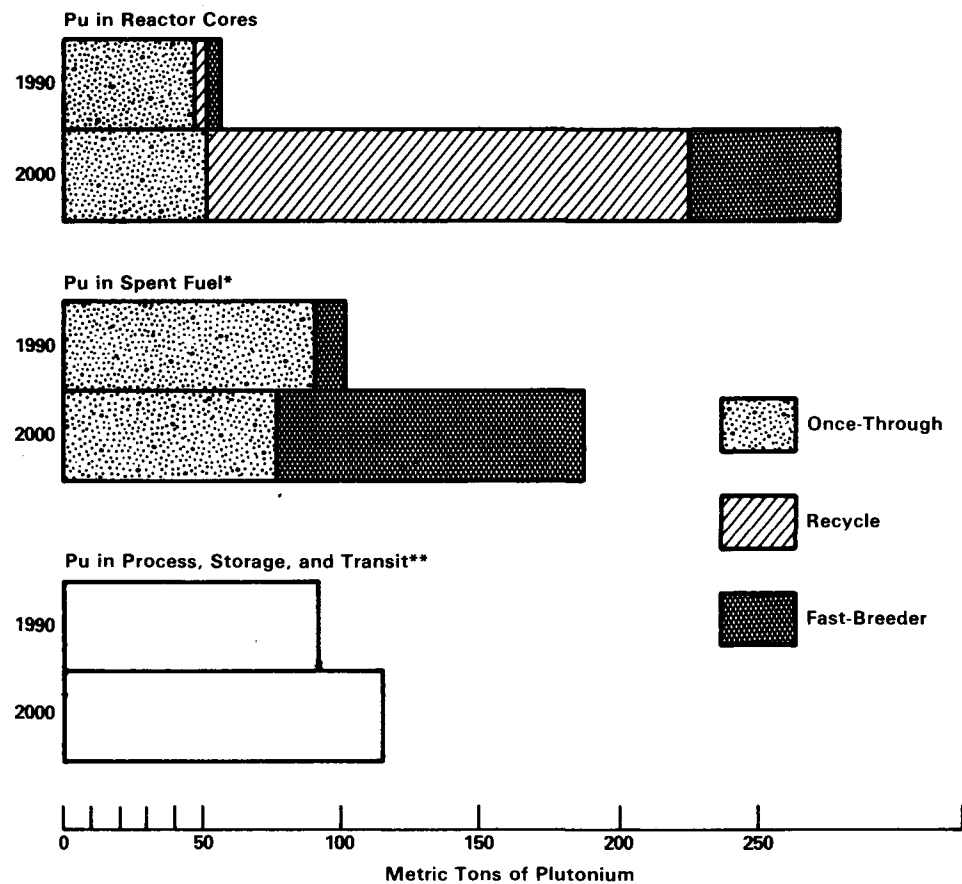 Pu in Reactor Cores
1990
2000
Pu in Spent Fuel*
1990
2000
Once-Through
Recycle
Fast-Breeder
Pu in Process, Storage, and Transit**
1990
2000
0 50 100 150 200 250
Metric Tons of Plutonium